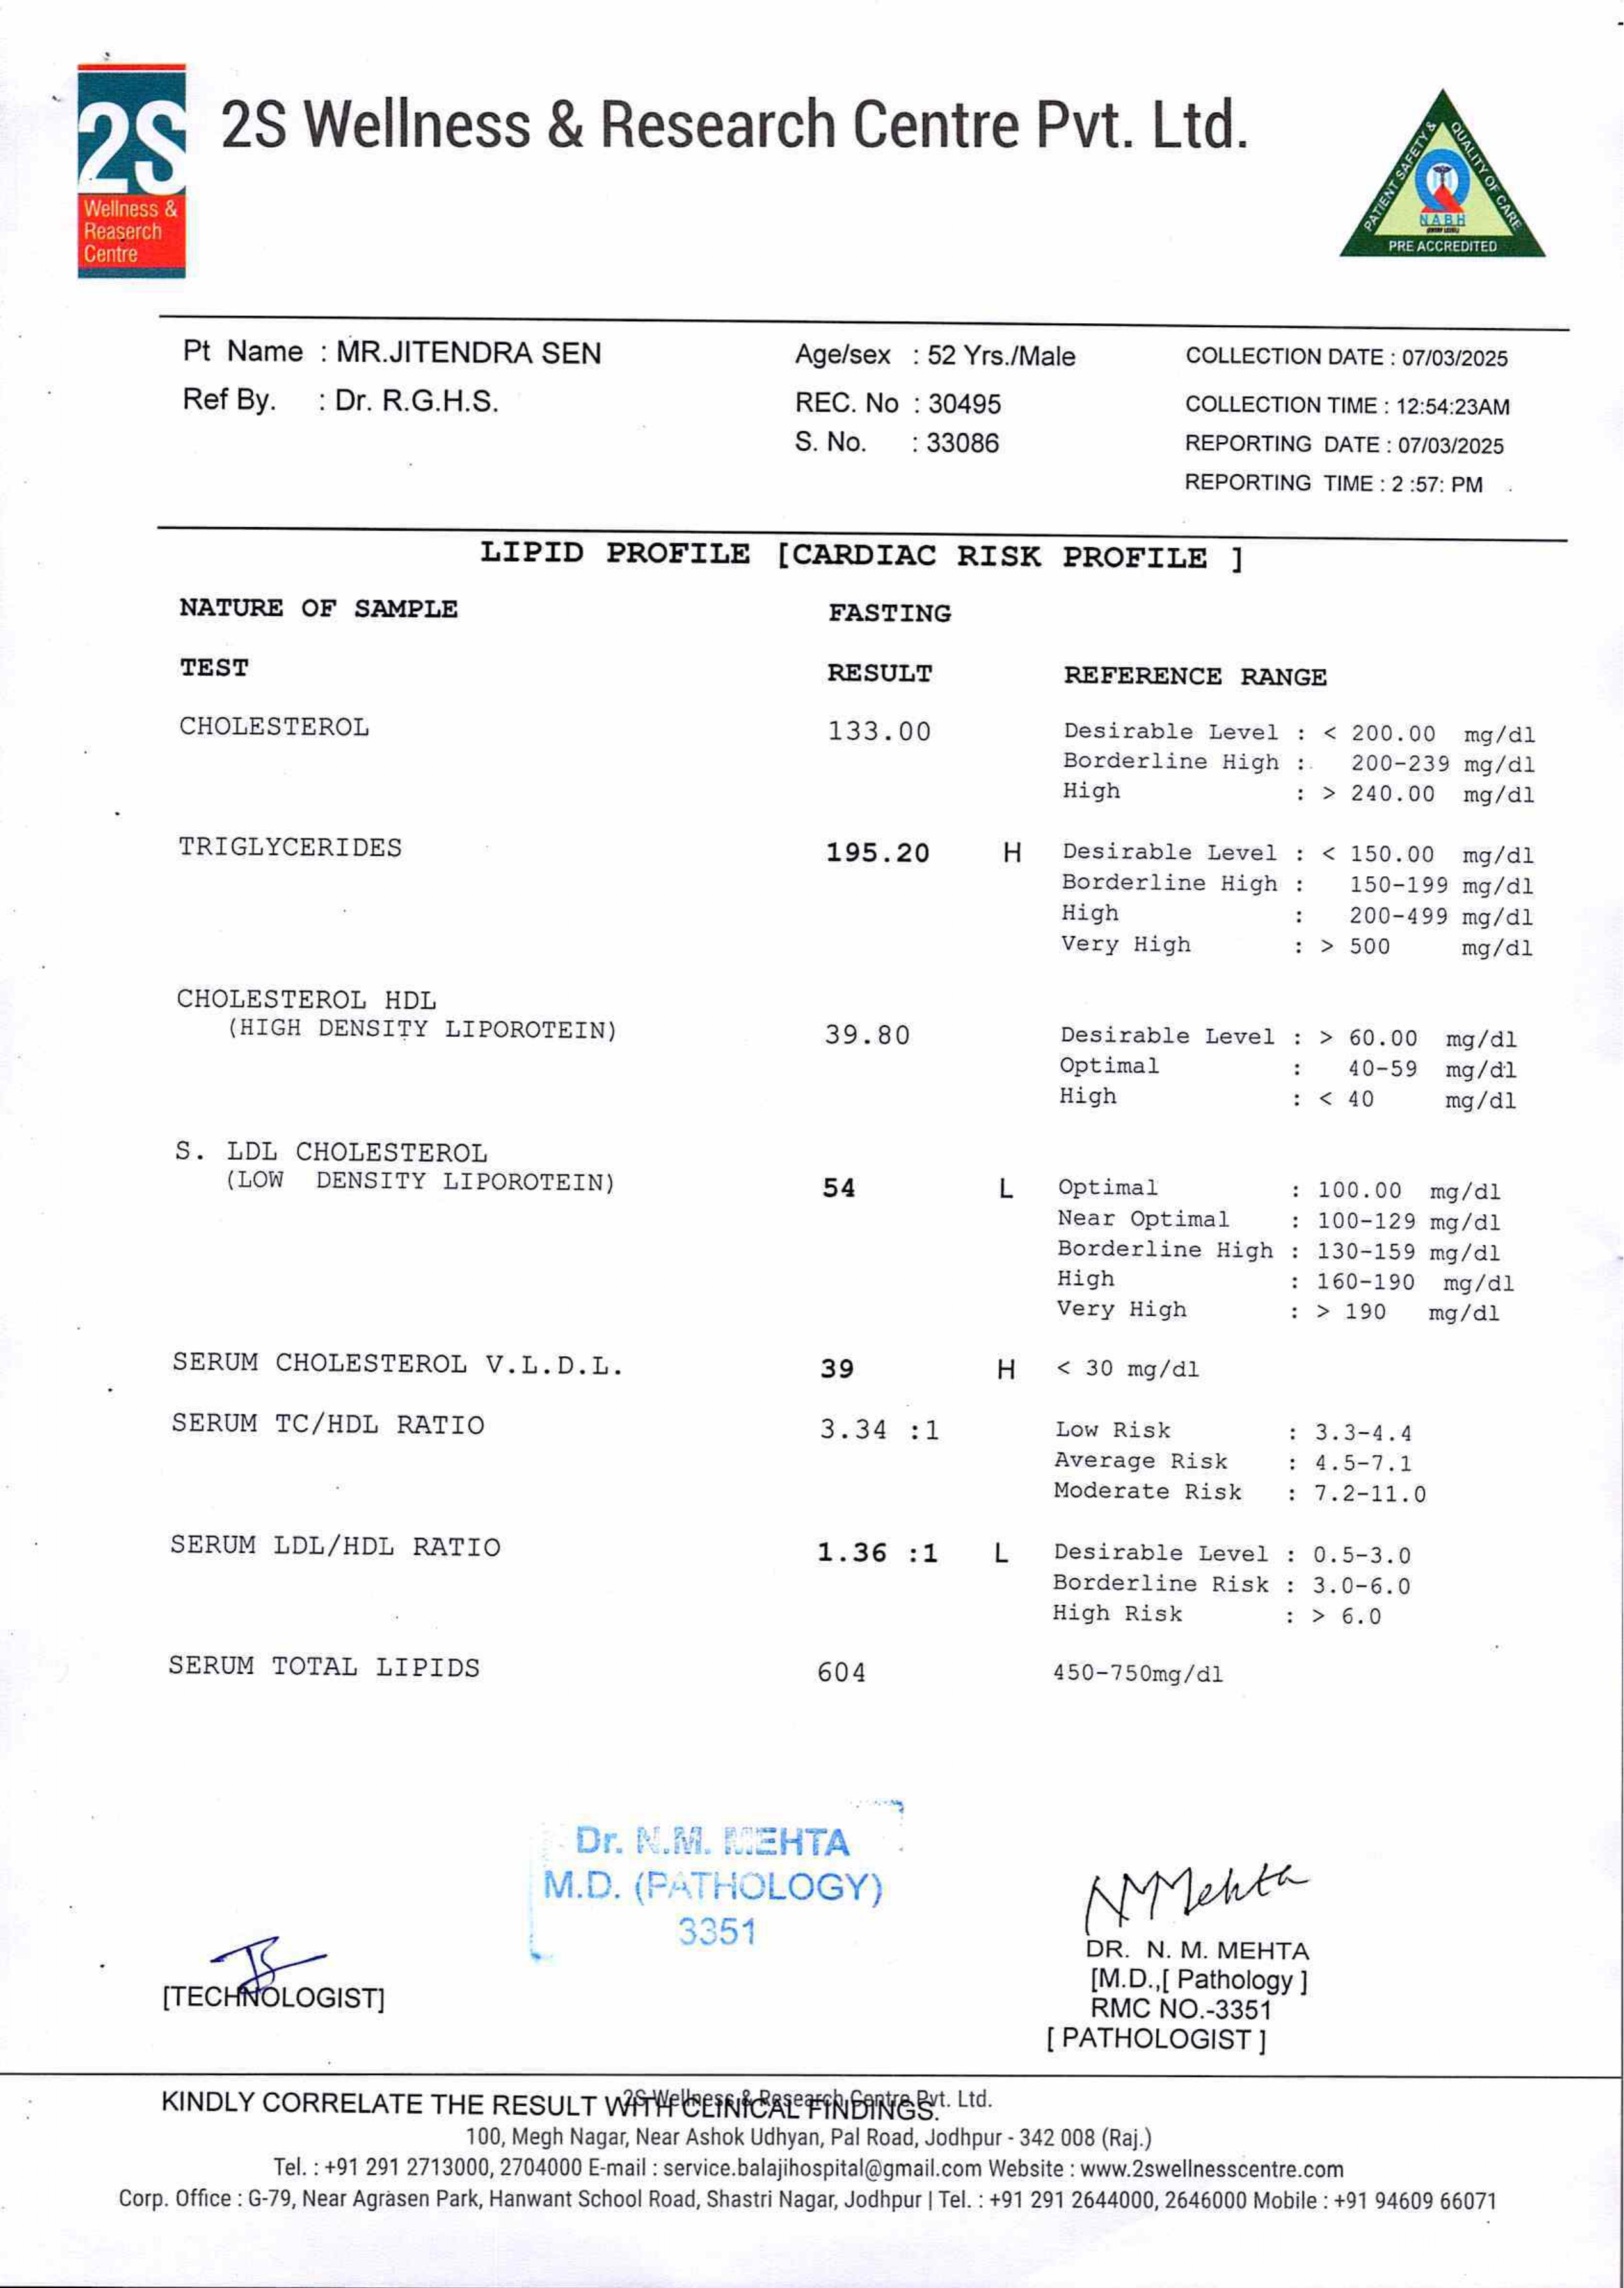 2S Wellness & Research Centre Pvt. Ltd.
2S
Wellness &
Reaserch
Centre
PATIENT SAFETY & QUALITY OF CARE
NABH
PRE ACCREDITED
Pt Name : MR.JITENDRA SEN Age/sex : 52 Yrs./Male COLLECTION DATE : 07/03/2025
Ref By. : Dr. R.G.H.S. REC. No : 30495 COLLECTION TIME : 12:54:23AM
S. No. : 33086 REPORTING DATE : 07/03/2025
REPORTING TIME : 2 :57: PM
LIPID PROFILE [CARDIAC RISK PROFILE ]
NATURE OF SAMPLE FASTING
TEST RESULT REFERENCE RANGE
CHOLESTEROL 133.00 Desirable Level : < 200.00 mg/dl
Borderline High : 200-239 mg/dl
High : > 240.00 mg/dl
TRIGLYCERIDES 195.20 H Desirable Level : < 150.00 mg/dl
Borderline High : 150-199 mg/dl
High : 200-499 mg/dl
Very High : > 500 mg/dl
CHOLESTEROL HDL
(HIGH DENSITY LIPOROTEIN) 39.80 Desirable Level : > 60.00 mg/dl
Optimal : 40-59 mg/dl
High : < 40 mg/dl
S. LDL CHOLESTEROL
(LOW DENSITY LIPOROTEIN) 54 L Optimal : 100.00 mg/dl
Near Optimal : 100-129 mg/dl
Borderline High : 130-159 mg/dl
High : 160-190 mg/dl
Very High : > 190 mg/dl
SERUM CHOLESTEROL V.L.D.L. 39 H < 30 mg/dl
SERUM TC/HDL RATIO 3.34 :1 Low Risk : 3.3-4.4
Average Risk : 4.5-7.1
Moderate Risk : 7.2-11.0
SERUM LDL/HDL RATIO 1.36 :1 L Desirable Level : 0.5-3.0
Borderline Risk : 3.0-6.0
High Risk : > 6.0
SERUM TOTAL LIPIDS 604 450-750mg/dl
Dr. N.M. MEHTA
M.D. (PATHOLOGY)
3351
NMMehta
DR. N. M. MEHTA
[M.D.,[ Pathology ]
RMC NO.-3351
[ PATHOLOGIST ]
[TECHNOLOGIST]
KINDLY CORRELATE THE RESULT WITH CLINICAL FINDINGS.
2S Wellness & Research Centre Pvt. Ltd.
100, Megh Nagar, Near Ashok Udhyan, Pal Road, Jodhpur - 342 008 (Raj.)
Tel. : +91 291 2713000, 2704000 E-mail : service.balajihospital@gmail.com Website : www.2swellnesscentre.com
Corp. Office : G-79, Near Agrasen Park, Hanwant School Road, Shastri Nagar, Jodhpur | Tel. : +91 291 2644000, 2646000 Mobile : +91 94609 66071